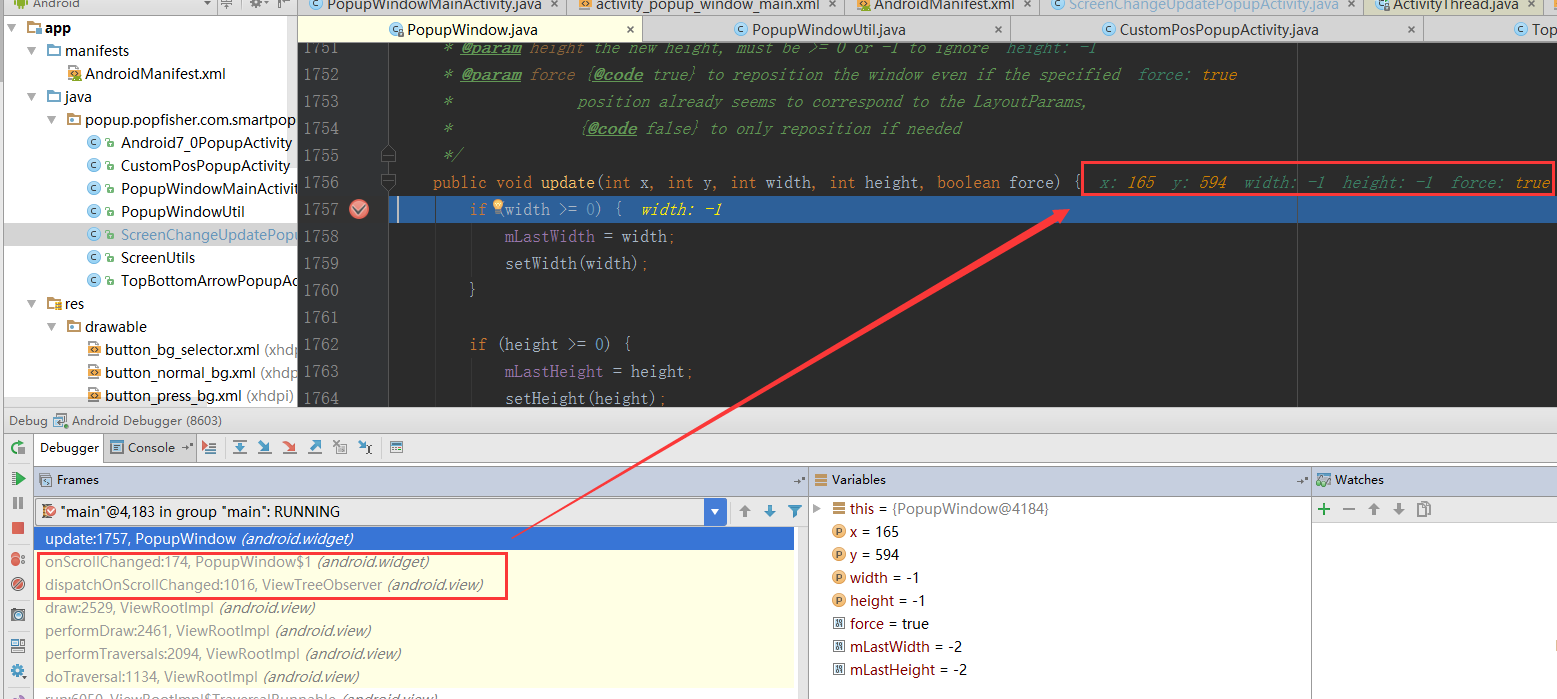 Android
PopupWindowMainActivity.java
activity_popup_window_main.xml
AndroidManifest.xml
ScreenChangeUpdatePopupActivity.java
ActivityThread.java
app
manifests
AndroidManifest.xml
java
popup.popfisher.com.smartpop
Android7_0PopupActivity
CustomPosPopupActivity
PopupWindowMainActivit
PopupWindowUtil
ScreenChangeUpdatePopu
ScreenUtils
TopBottomArrowPopupAc
res
drawable
button_bg_selector.xml (xhdp
button_normal_bg.xml (xhdp
button_press_bg.xml (xhdpi)
PopupWindow.java
PopupWindowUtil.java
CustomPosPopupActivity.java
Top
1751 * @param height the new height, must be >= 0 or -1 to ignore height: -1
1752 * @param force {@code true} to reposition the window even if the specified force: true
1753 * position already seems to correspond to the LayoutParams,
1754 * {@code false} to only reposition if needed
1755 */
1756 public void update(int x, int y, int width, int height, boolean force) { x: 165 y: 594 width: -1 height: -1 force: true
1757 if (width >= 0) { width: -1
1758 mLastWidth = width;
1759 setWidth(width);
1760 }
1761
1762 if (height >= 0) {
1763 mLastHeight = height;
1764 setHeight(height);
Debug Android Debugger (8603)
Debugger Console
Frames
"main"@4,183 in group "main": RUNNING
update:1757, PopupWindow (android.widget)
onScrollChanged:174, PopupWindow$1 (android.widget)
dispatchOnScrollChanged:1016, ViewTreeObserver (android.view)
draw:2529, ViewRootImpl (android.view)
performDraw:2461, ViewRootImpl (android.view)
performTraversals:2094, ViewRootImpl (android.view)
doTraversal:1134, ViewRootImpl (android.view)
run:6050, ViewRootImpl$TraversalRunnable (android.view)
Variables
this = {PopupWindow@4184}
x = 165
y = 594
width = -1
height = -1
force = true
mLastWidth = -2
mLastHeight = -2
Watches